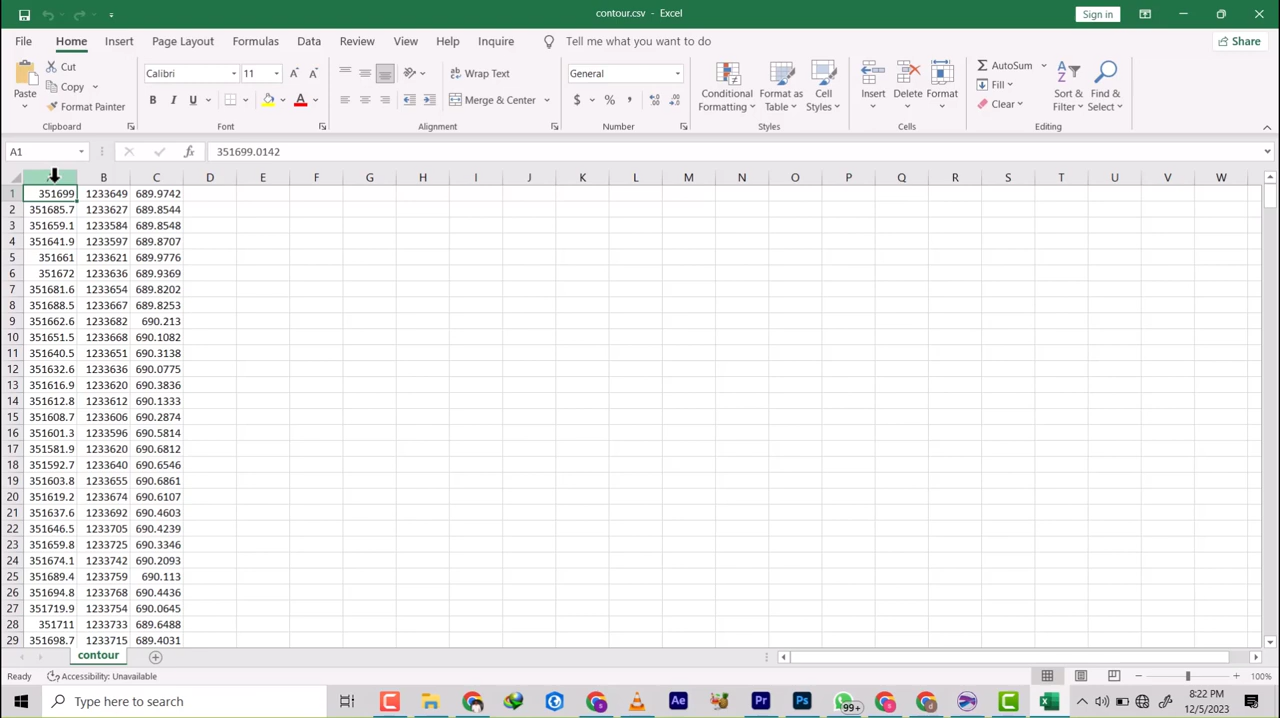 contour.csv - Excel
Sign in
File Home Insert Page Layout Formulas Data Review View Help Inquire Tell me what you want to do Share
Paste Cut Copy Format Painter Clipboard
Calibri 11 B I U A Font
Wrap Text Merge & Center Alignment
General $ % Number
Conditional Formatting Format as Table Cell Styles Styles
Insert Delete Format Cells
AutoSum Fill Clear Sort & Filter Find & Select Editing
A1 fx 351699.0142
B C D E F G H I J K L M N O P Q R S T U V W
1 351699 1233649 689.9742
2 351685.7 1233627 689.8544
3 351659.1 1233584 689.8548
4 351641.9 1233597 689.8707
5 351661 1233621 689.9776
6 351672 1233636 689.9369
7 351681.6 1233654 689.8202
8 351688.5 1233667 689.8253
9 351662.6 1233682 690.213
10 351651.5 1233668 690.1082
11 351640.5 1233651 690.3138
12 351632.6 1233636 690.0775
13 351616.9 1233620 690.3836
14 351612.8 1233612 690.1333
15 351608.7 1233606 690.2874
16 351601.3 1233596 690.5814
17 351581.9 1233620 690.6812
18 351592.7 1233640 690.6546
19 351603.8 1233655 690.6861
20 351619.2 1233674 690.6107
21 351637.6 1233692 690.4603
22 351646.5 1233705 690.4239
23 351659.8 1233725 690.3346
24 351674.1 1233742 690.2093
25 351689.4 1233759 690.113
26 351694.8 1233768 690.4436
27 351719.9 1233754 690.0645
28 351711 1233733 689.6488
29 351698.7 1233715 689.4031
contour
Ready Accessibility: Unavailable 100%
Type here to search
Ae Pr Ps 99+
8:22 PM
12/5/2023